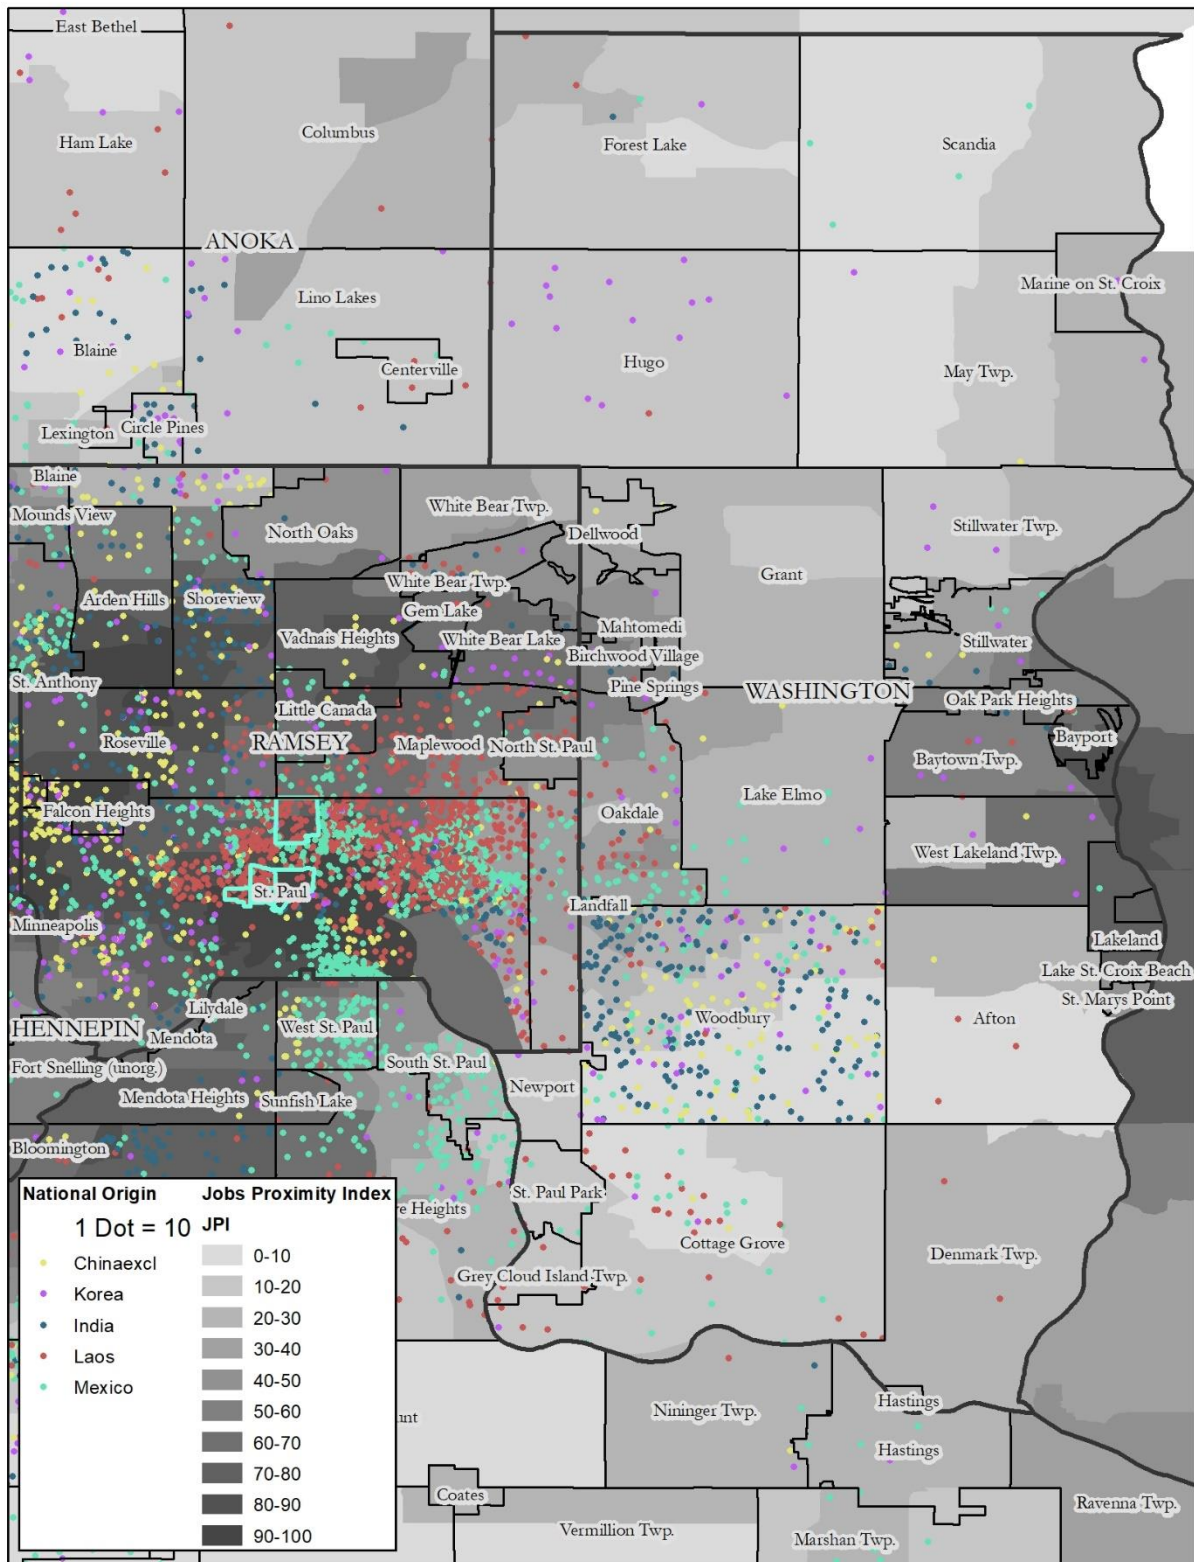 East Bethel
Ham Lake
Columbus
Forest Lake
Scandia
ANOKA
Lino Lakes
Marine on St. Croix
Blaine
Centerville
Hugo
May Twp.
Lexington
Circle Pines
Blaine
Mounds View
North Oaks
White Bear Twp.
Dellwood
Stillwater Twp.
Arden Hills
Shoreview
White Bear Twp.
Grant
Gem Lake
Vadnais Heights
White Bear Lake
Mahtomedi
Stillwater
Birchwood Village
St. Anthony
Pine Springs
WASHINGTON
Oak Park Heights
Little Canada
Roseville
RAMSEY
Maplewood
North St. Paul
Bayport
Baytown Twp.
Falcon Heights
Oakdale
Lake Elmo
West Lakeland Twp.
St. Paul
Landfall
Minneapolis
Lakeland
Lake St. Croix Beach
St. Marys Point
Lilydale
Woodbury
Afton
HENNEPIN
Mendota
West St. Paul
South St. Paul
Fort Snelling (unorg.)
Newport
Mendota Heights
Sunfish Lake
Bloomington
St. Paul Park
re Heights
Cottage Grove
Denmark Twp.
Grey Cloud Island Twp.
National Origin
1 Dot = 10
Chinaexcl
Korea
India
Laos
Mexico
Jobs Proximity Index
JPI
0-10
10-20
20-30
30-40
40-50
50-60
60-70
70-80
80-90
90-100
unt
Nininger Twp.
Hastings
Hastings
Coates
Vermillion Twp.
Marshan Twp.
Ravenna Twp.